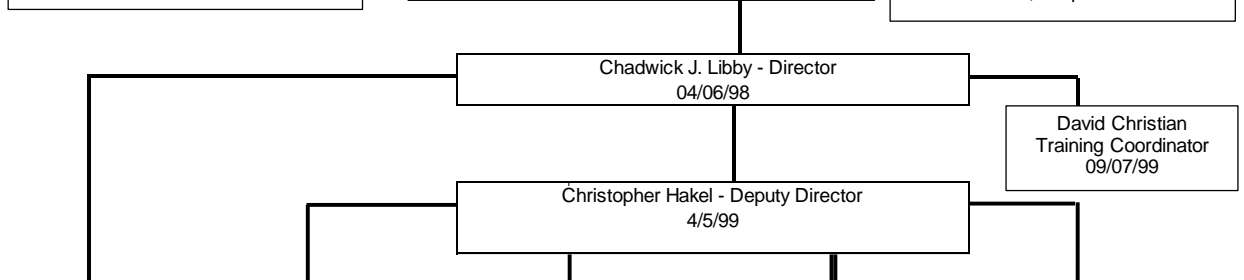 Chadwick J. Libby - Director
04/06/98
David Christian
Training Coordinator
09/07/99
Christopher Hakel - Deputy Director
4/5/99